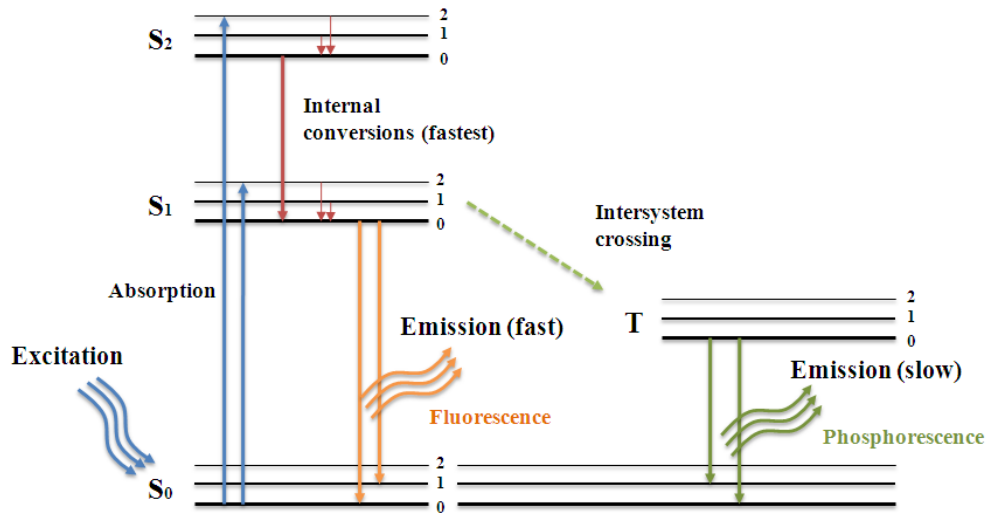 S2
2
1
0
Internal
conversions (fastest)
S1
2
1
0
Intersystem
crossing
Absorption
T
2
1
0
Excitation
Emission (fast)
Fluorescence
Emission (slow)
Phosphorescence
S0
2
1
0